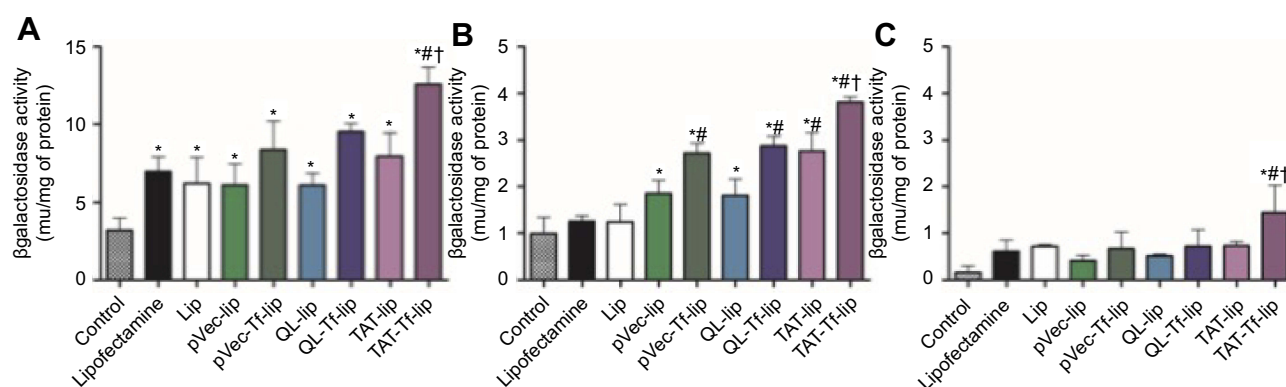 A
βgalactosidase activity
(mu/mg of protein)
15
10
5
0
*
*
*
*
*
*
*
*#†
Control
Lipofectamine
Lip
pVec-lip
pVec-Tf-lip
QL-lip
QL-Tf-lip
TAT-lip
TAT-Tf-lip
B
βgalactosidase activity
(mu/mg of protein)
5
4
3
2
1
0
*
*#
*
*#
*#
*#†
Control
Lipofectamine
Lip
pVec-lip
pVec-Tf-lip
QL-lip
QL-Tf-lip
TAT-lip
TAT-Tf-lip
C
βgalactosidase activity
(mu/mg of protein)
5
4
3
2
1
0
*#†
Control
Lipofectamine
Lip
pVec-lip
pVec-Tf-lip
QL-lip
QL-Tf-lip
TAT-lip
TAT-Tf-lip